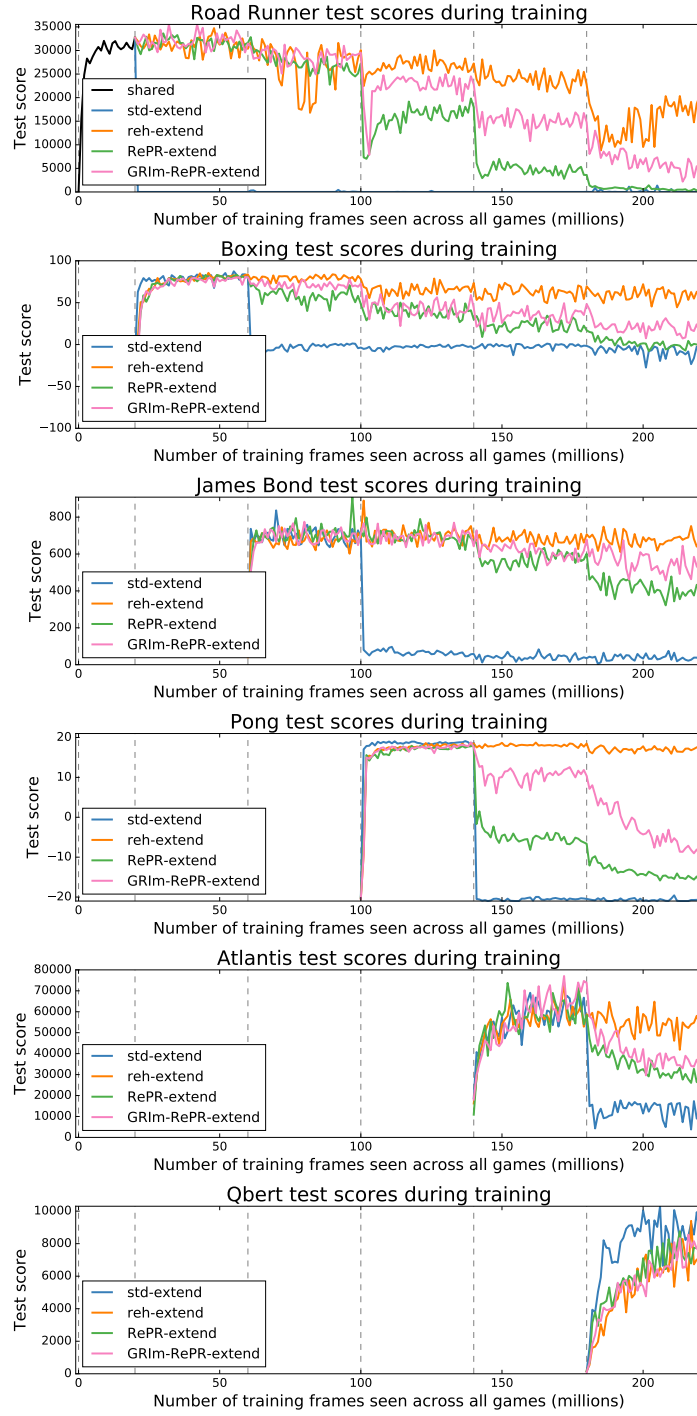 Road Runner test scores during training
Test score
35000
30000
25000
20000
15000
10000
5000
0
shared
std-extend
reh-extend
RePR-extend
GRIm-RePR-extend
0 50 100 150 200
Number of training frames seen across all games (millions)
Boxing test scores during training
Test score
100
50
0
−50
−100
std-extend
reh-extend
RePR-extend
GRIm-RePR-extend
0 50 100 150 200
Number of training frames seen across all games (millions)
James Bond test scores during training
Test score
800
600
400
200
0
std-extend
reh-extend
RePR-extend
GRIm-RePR-extend
0 50 100 150 200
Number of training frames seen across all games (millions)
Pong test scores during training
Test score
20
10
0
−10
−20
std-extend
reh-extend
RePR-extend
GRIm-RePR-extend
0 50 100 150 200
Number of training frames seen across all games (millions)
Atlantis test scores during training
Test score
80000
70000
60000
50000
40000
30000
20000
10000
0
std-extend
reh-extend
RePR-extend
GRIm-RePR-extend
0 50 100 150 200
Number of training frames seen across all games (millions)
Qbert test scores during training
Test score
10000
8000
6000
4000
2000
0
std-extend
reh-extend
RePR-extend
GRIm-RePR-extend
0 50 100 150 200
Number of training frames seen across all games (millions)